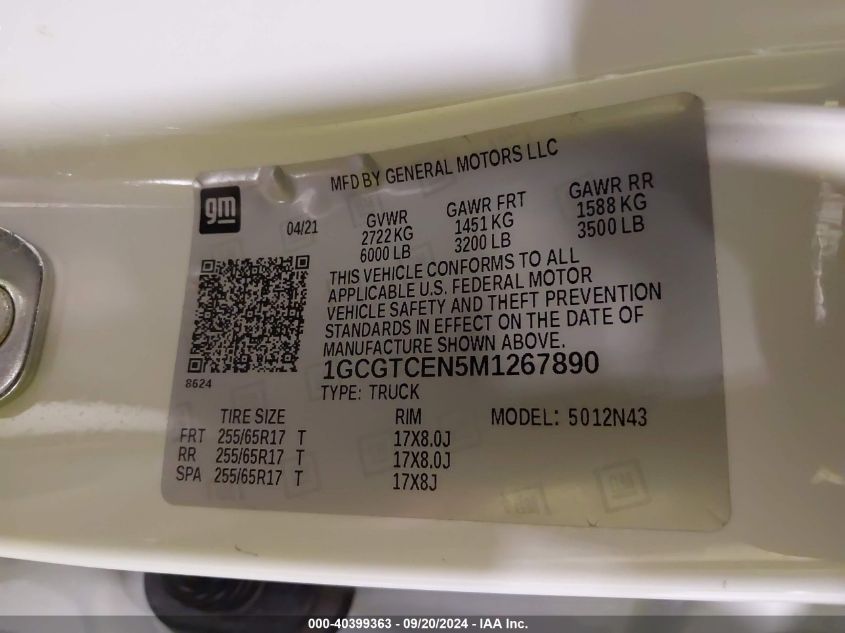 MFD BY GENERAL MOTORS LLC
gm
04/21
GVWR GAWR FRT GAWR RR
2722 KG 1451 KG 1588 KG
6000 LB 3200 LB 3500 LB
THIS VEHICLE CONFORMS TO ALL
APPLICABLE U.S. FEDERAL MOTOR
VEHICLE SAFETY AND THEFT PREVENTION
STANDARDS IN EFFECT ON THE DATE OF
MANUFACTURE SHOWN ABOVE.
8624
1GCGTCEN5M1267890
TYPE: TRUCK
TIRE SIZE RIM MODEL: 5012N43
FRT 255/65R17 T 17X8.0J
RR 255/65R17 T 17X8.0J
SPA 255/65R17 T 17X8J
000-40399363 - 09/20/2024 - IAA Inc.